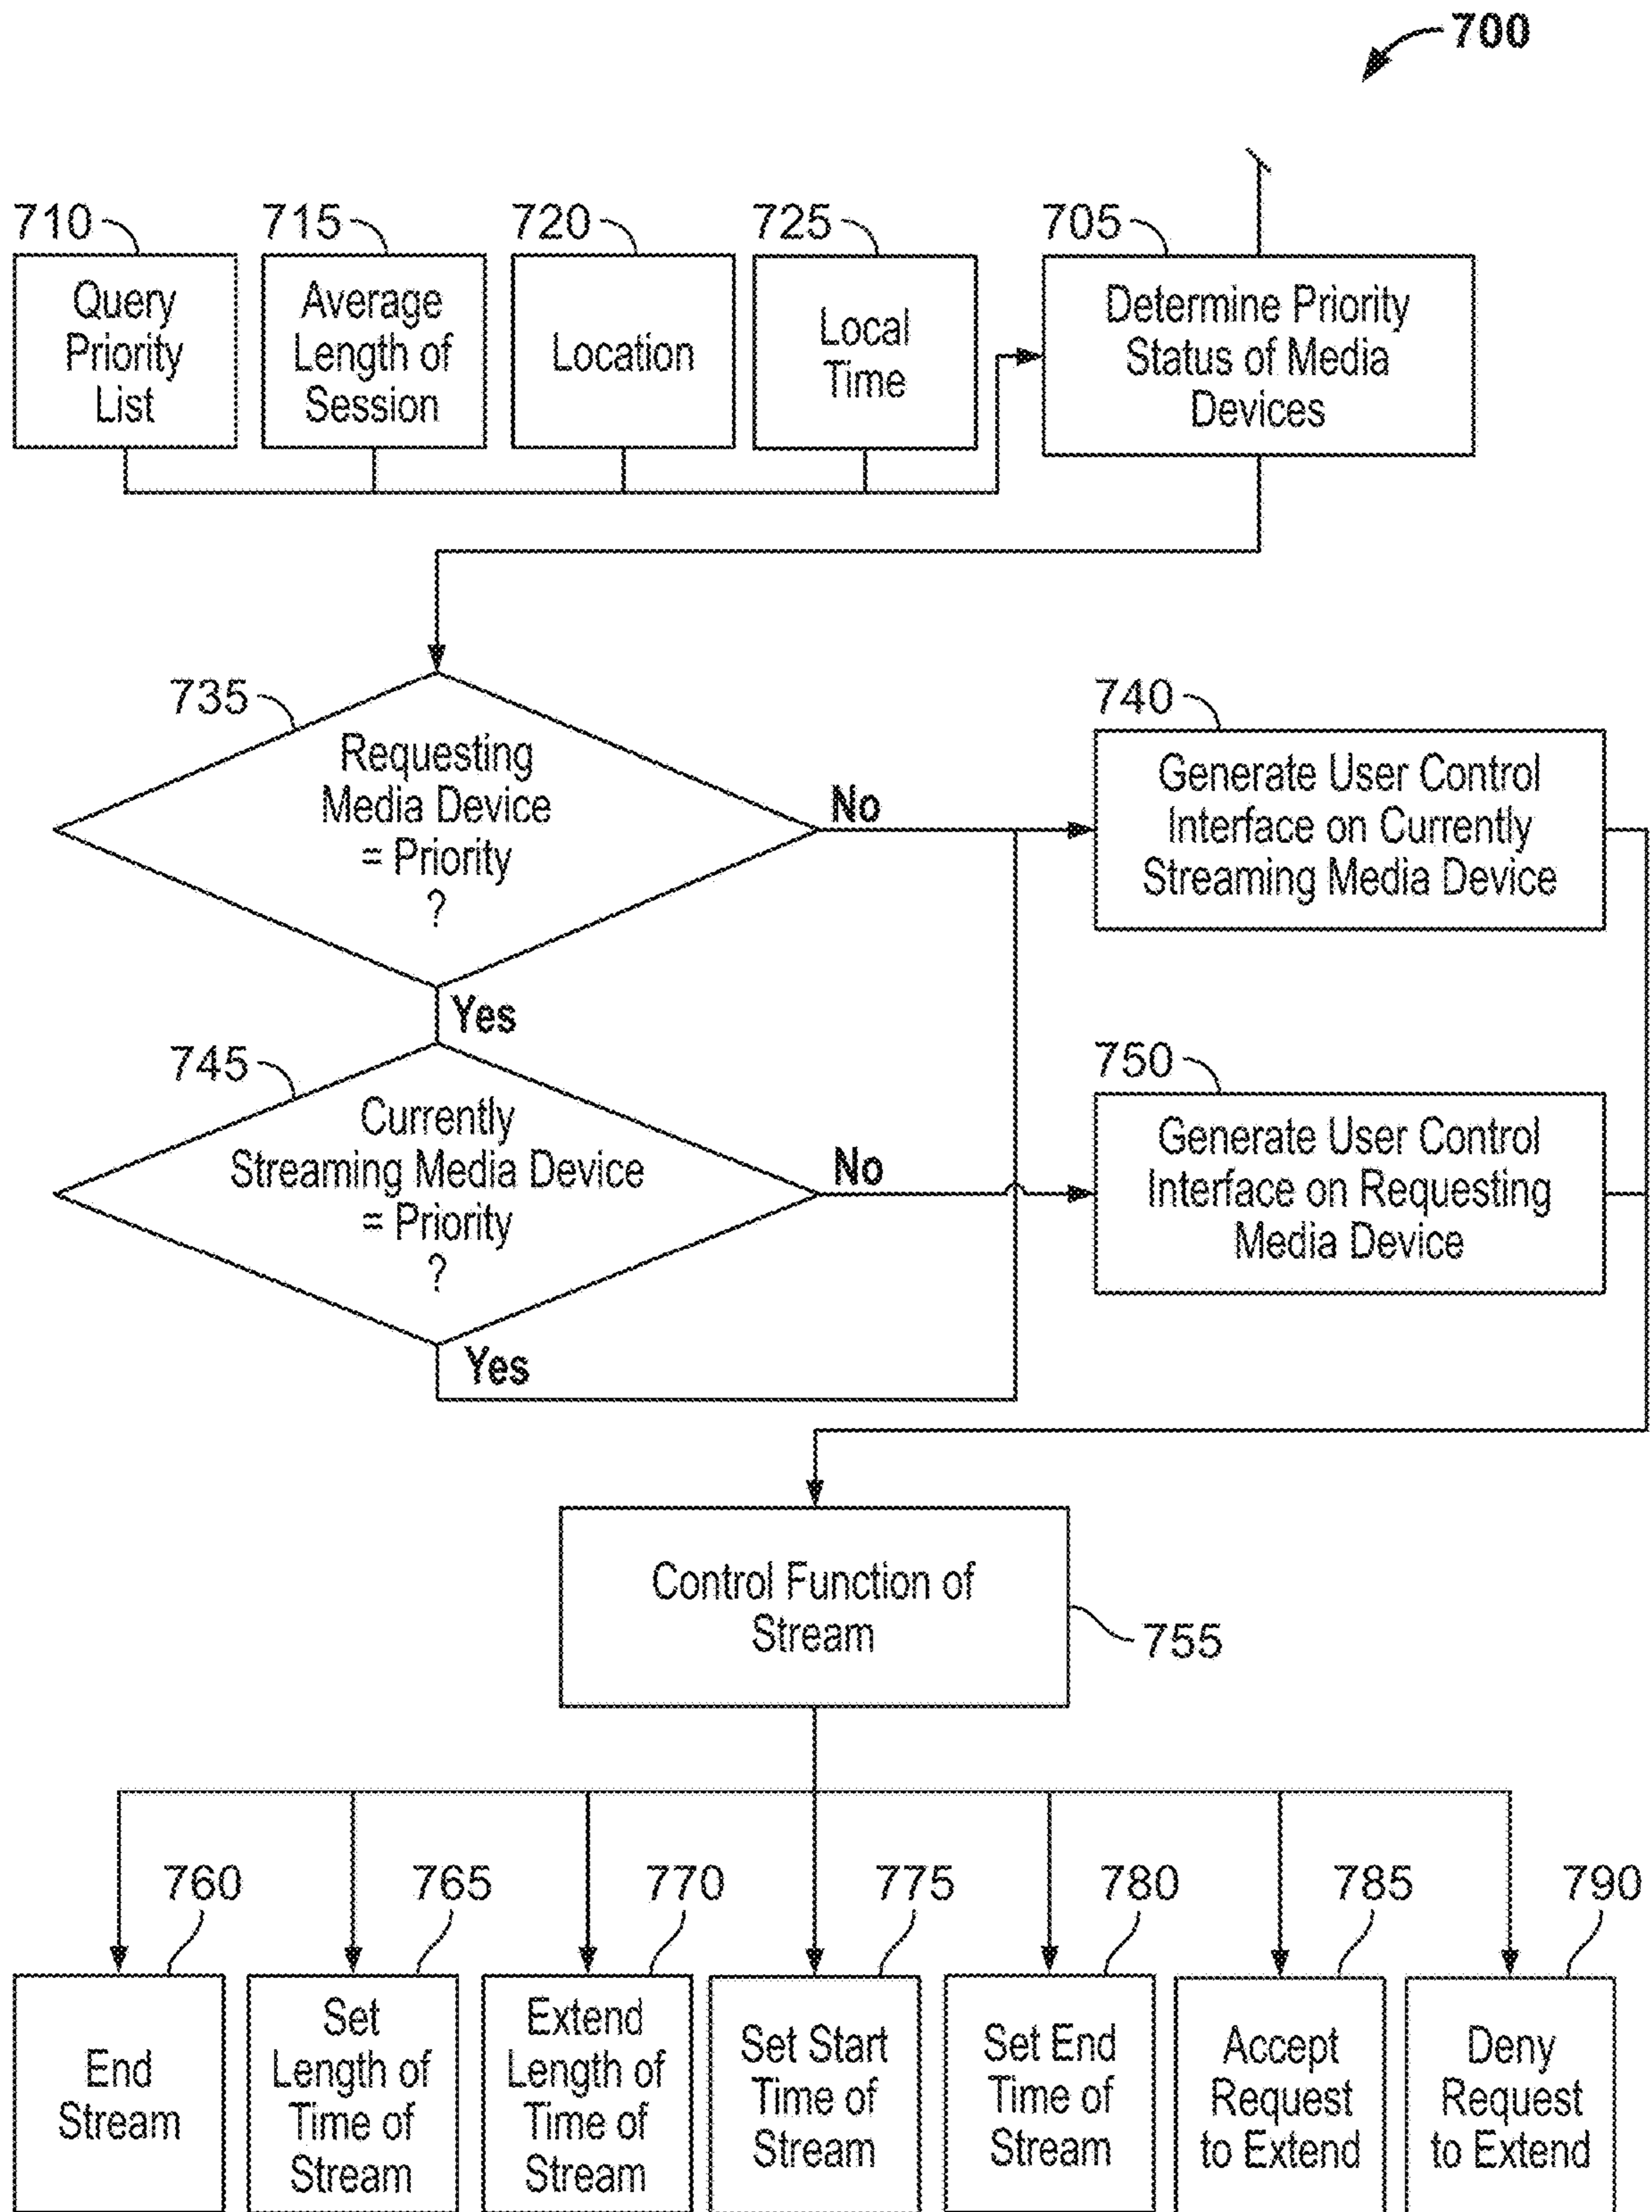 700
710
715
720
725
705
Query
Priority
List
Average
Length of
Session
Location
Local
Time
Determine Priority
Status of Media
Devices
735
Requesting
Media Device
= Priority
?
No
Yes
740
Generate User Control
Interface on Currently
Streaming Media Device
745
Currently
Streaming Media Device
= Priority
?
No
Yes
750
Generate User Control
Interface on Requesting
Media Device
Control Function of
Stream
755
760
765
770
775
780
785
790
End
Stream
Set
Length of
Time of
Stream
Extend
Length of
Time of
Stream
Set Start
Time of
Stream
Set End
Time of
Stream
Accept
Request
to Extend
Deny
Request
to Extend